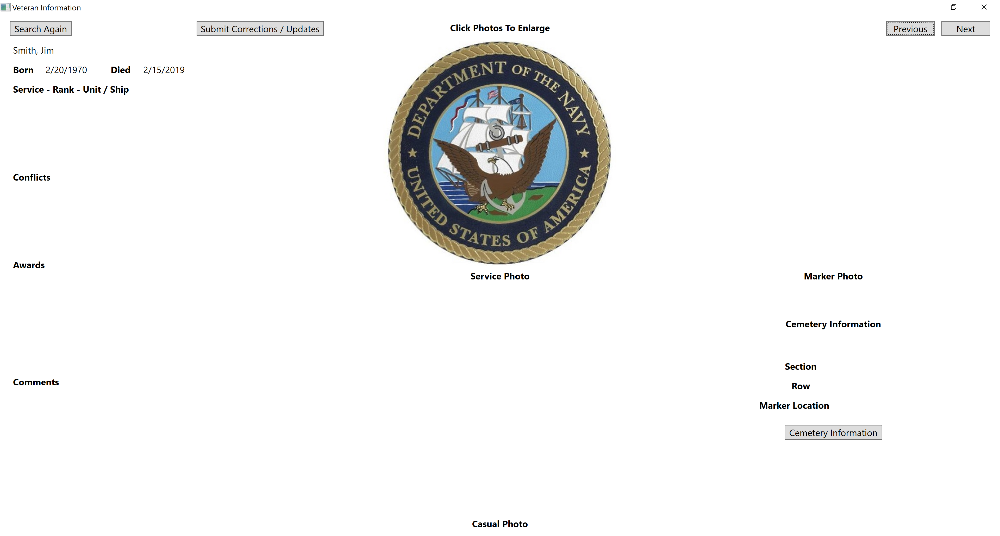 Veteran Information
Search Again
Submit Corrections / Updates
Click Photos To Enlarge
Previous
Next
Smith, Jim
Born 2/20/1970 Died 2/15/2019
Service - Rank - Unit / Ship
DEPARTMENT OF THE NAVY
UNITED STATES OF AMERICA
Conflicts
Awards
Service Photo
Marker Photo
Cemetery Information
Section
Comments
Row
Marker Location
Cemetery Information
Casual Photo